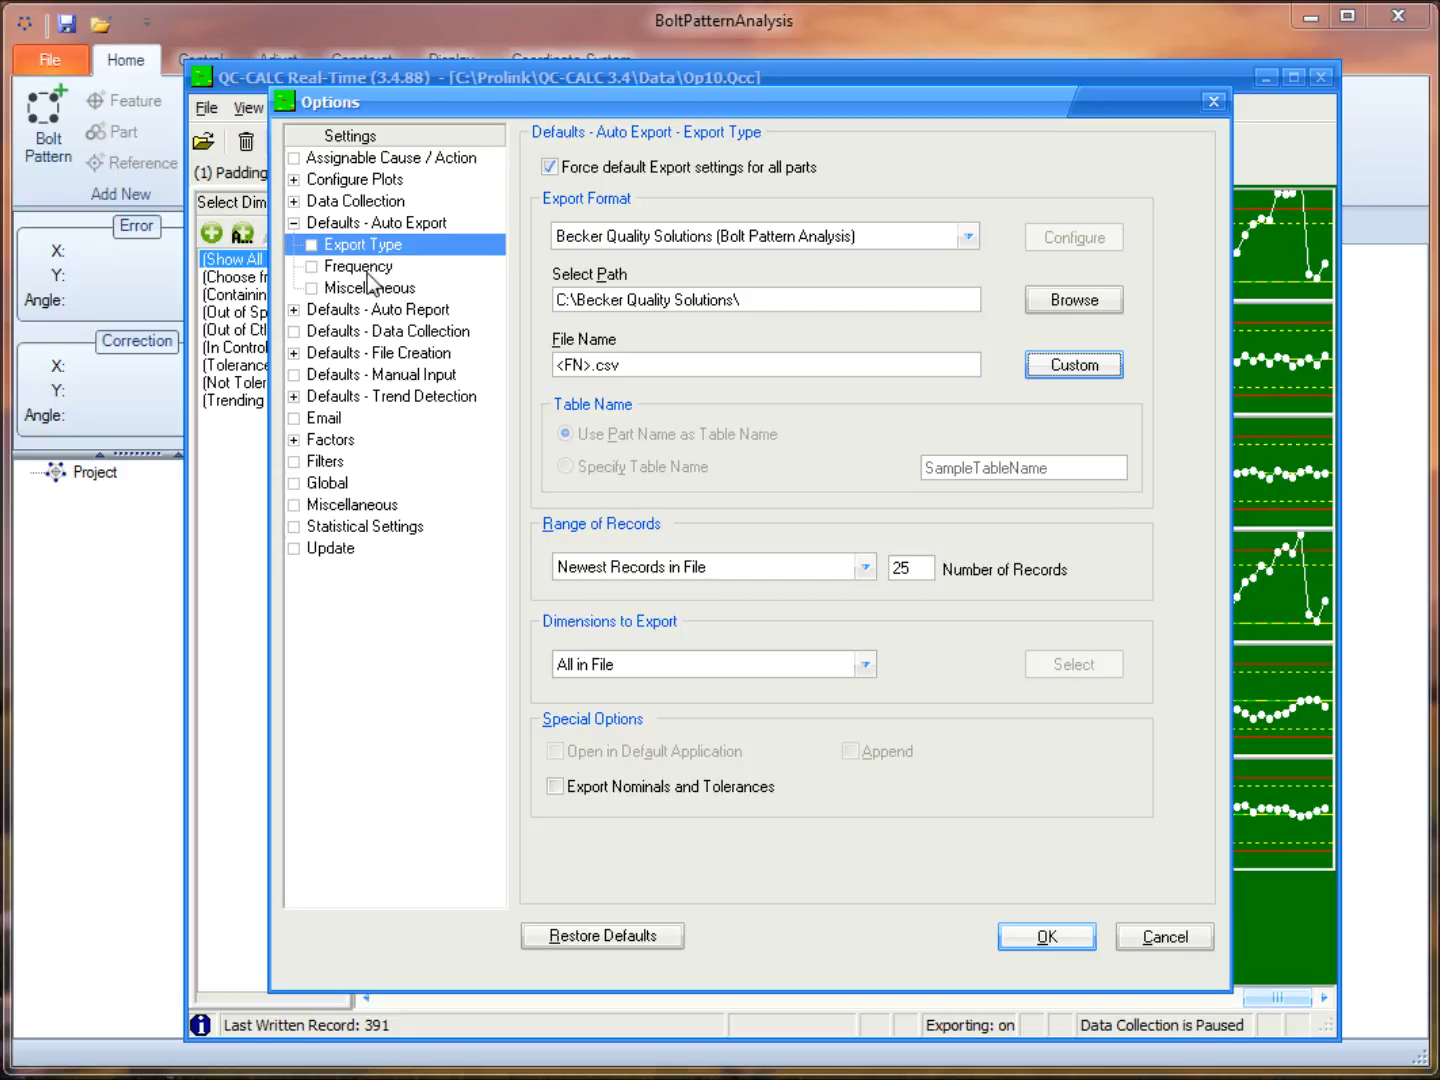 BoltPatternAnalysis
File
Home
Bolt
Pattern
Feature
Part
Reference
Add New
Error
X:
Y:
Angle:
Correction
X:
Y:
Angle:
Project
QC-CALC Real-Time (3.4.88) - [C:\Prolink\QC-CALC 3.4\Data\Op10.Qcc]
File View
(1) Padding
Select Dim
A...
(Show All
(Choose fr
(Containin
(Out of Sp
(Out of Ctl
(In Control
(Tolerance
(Not Toler
(Trending
Options
Settings
Assignable Cause / Action
Configure Plots
Data Collection
Defaults - Auto Export
Export Type
Frequency
Miscellaneous
Defaults - Auto Report
Defaults - Data Collection
Defaults - File Creation
Defaults - Manual Input
Defaults - Trend Detection
Email
Factors
Filters
Global
Miscellaneous
Statistical Settings
Update
Defaults - Auto Export - Export Type
Force default Export settings for all parts
Export Format
Becker Quality Solutions (Bolt Pattern Analysis)
Configure
Select Path
C:\Becker Quality Solutions\
Browse
File Name
<FN>.csv
Custom
Table Name
Use Part Name as Table Name
Specify Table Name
SampleTableName
Range of Records
Newest Records in File
25
Number of Records
Dimensions to Export
All in File
Select
Special Options
Open in Default Application
Append
Export Nominals and Tolerances
Restore Defaults
OK
Cancel
Last Written Record: 391
Exporting: on
Data Collection is Paused